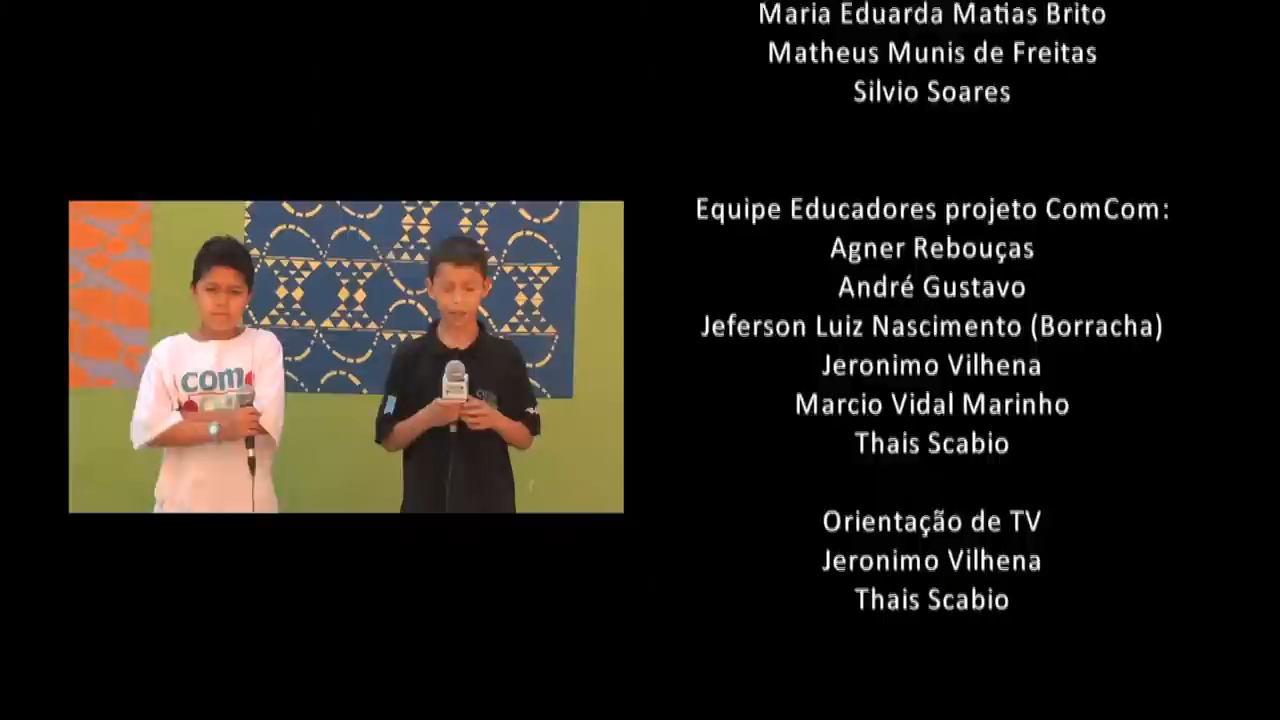 Maria Eduarda Matias Brito
Matheus Munis de Freitas
Silvio Soares
Equipe Educadores projeto ComCom:
Agner Rebouças
André Gustavo
Jeferson Luiz Nascimento (Borracha)
Jeronimo Vilhena
Marcio Vidal Marinho
Thais Scabio
Orientação de TV
Jeronimo Vilhena
Thais Scabio
com